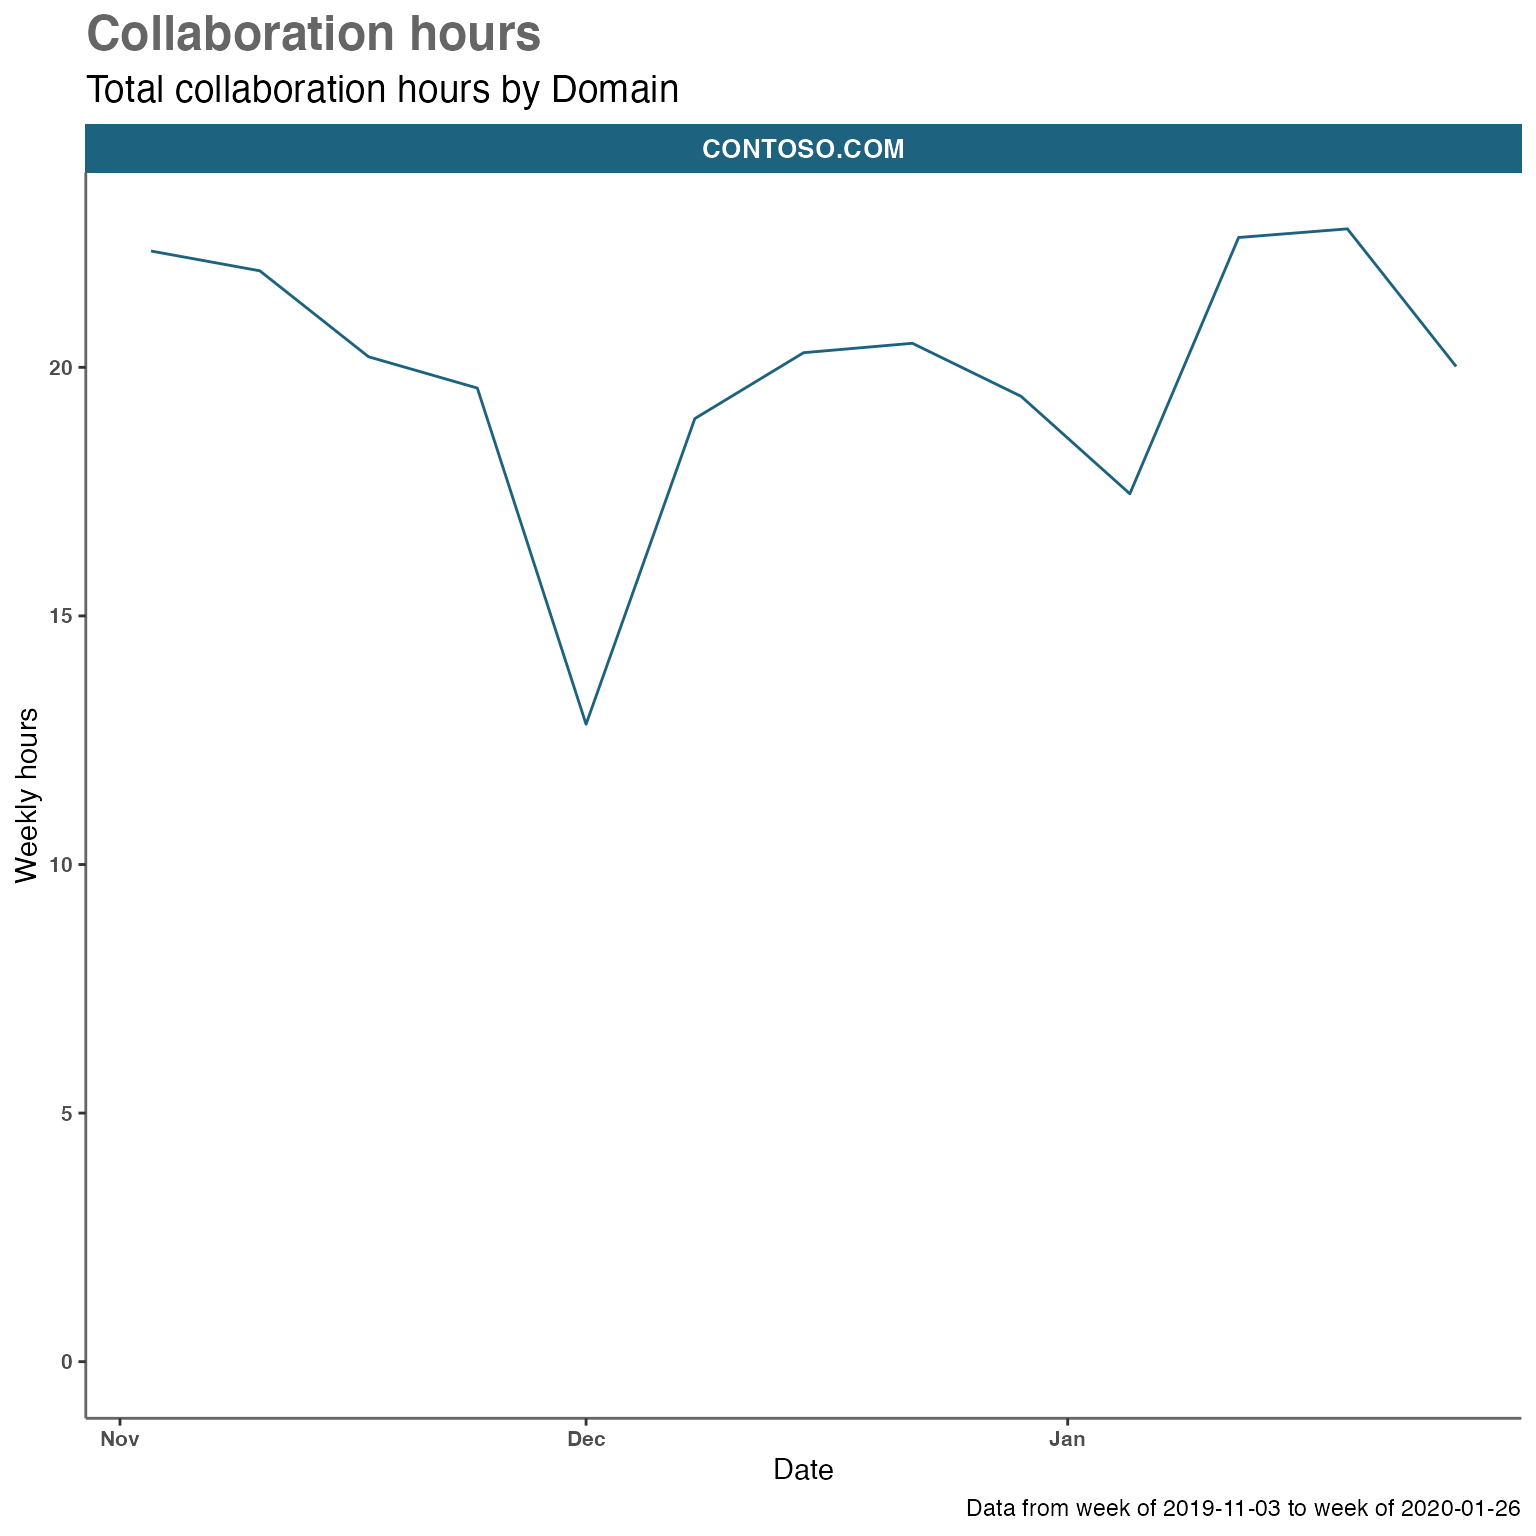 Collaboration hours
Total collaboration hours by Domain
CONTOSO.COM
Weekly hours
20
15
10
5
0
Nov
Dec
Jan
Date
Data from week of 2019-11-03 to week of 2020-01-26